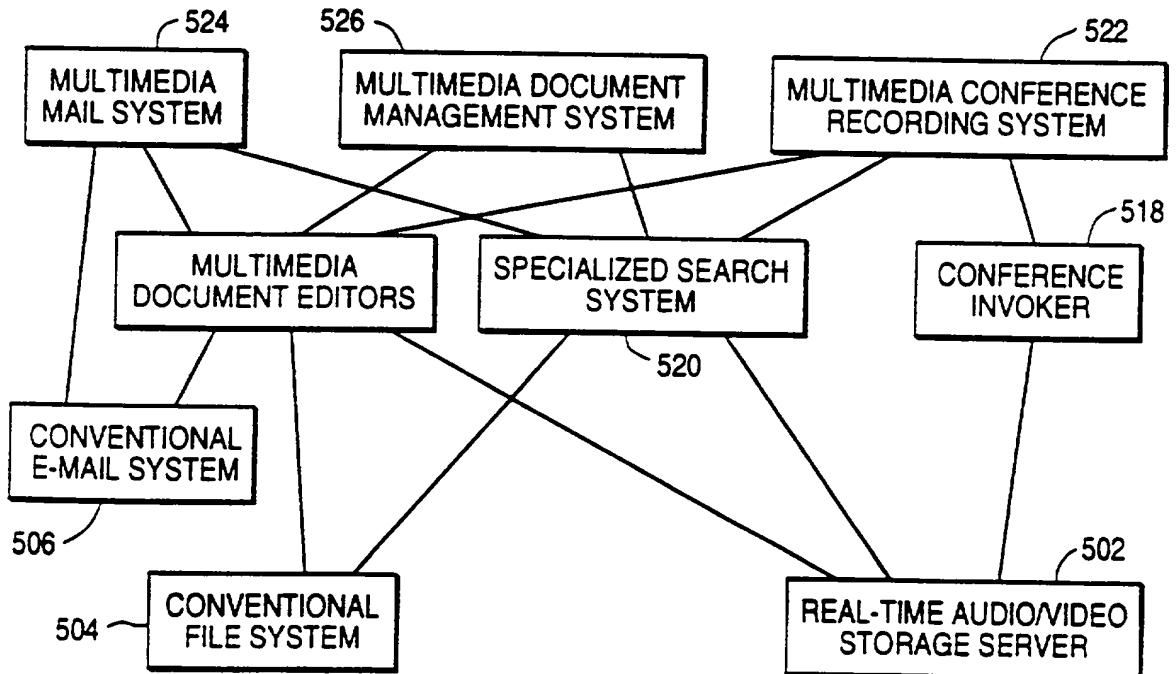 524
MULTIMEDIA
MAIL SYSTEM
526
MULTIMEDIA DOCUMENT
MANAGEMENT SYSTEM
522
MULTIMEDIA CONFERENCE
RECORDING SYSTEM
MULTIMEDIA
DOCUMENT EDITORS
SPECIALIZED SEARCH
SYSTEM
520
518
CONFERENCE
INVOKER
CONVENTIONAL
E-MAIL SYSTEM
506
504
CONVENTIONAL
FILE SYSTEM
502
REAL-TIME AUDIO/VIDEO
STORAGE SERVER